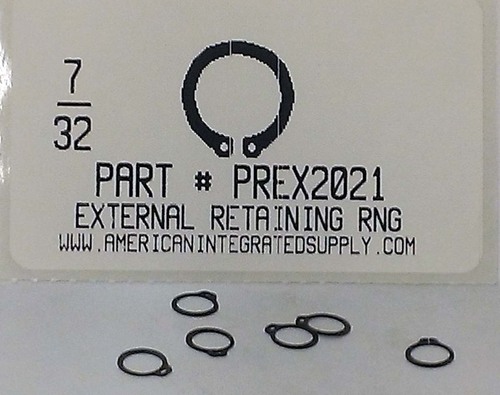 7
32
PART # PREX2021
EXTERNAL RETAINING RNG
WWW.AMERICANINTEGRATEDSUPPLY.COM